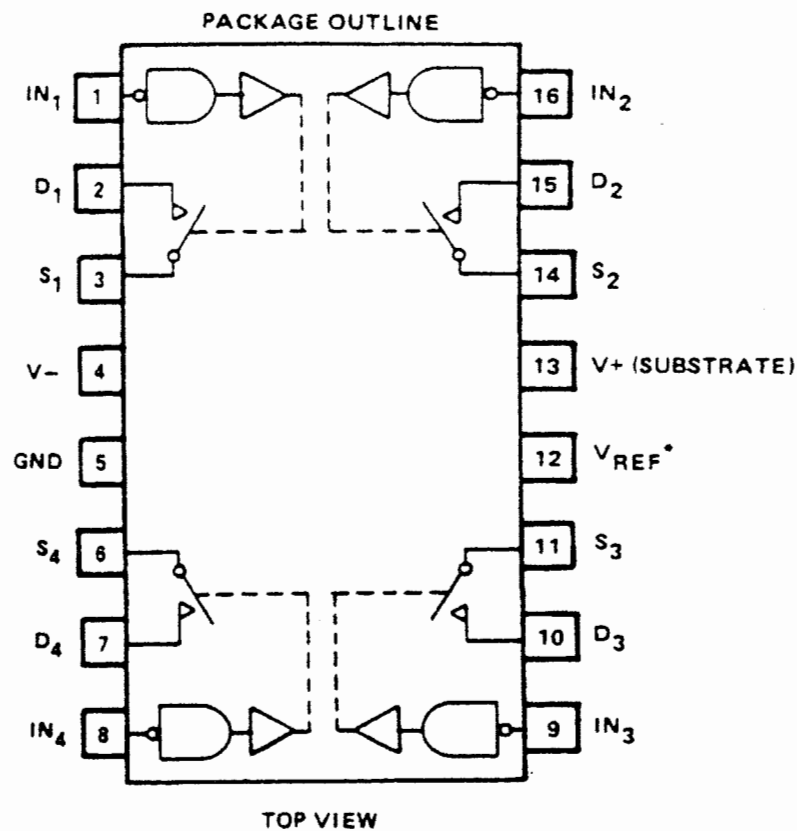 PACKAGE OUTLINE
IN1 1 16 IN2
D1 2 15 D2
S1 3 14 S2
V- 4 13 V+ (SUBSTRATE)
GND 5 12 VREF*
S4 6 11 S3
D4 7 10 D3
IN4 8 9 IN3
TOP VIEW